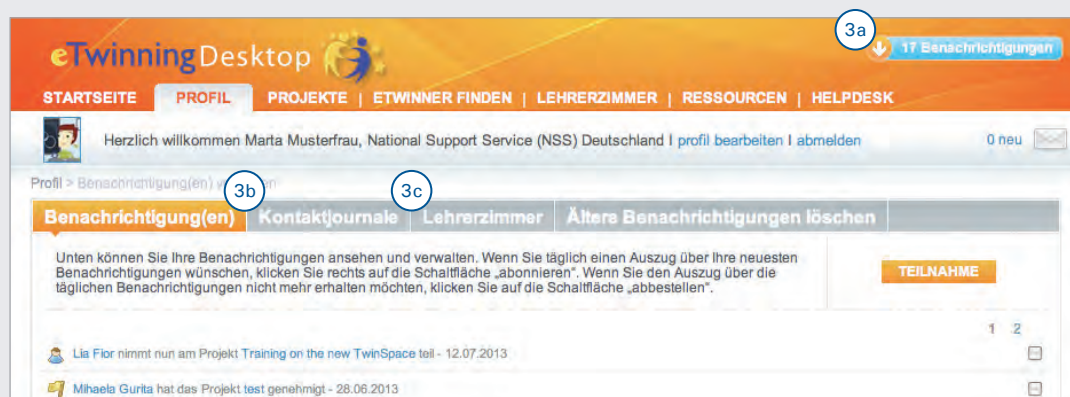 3a
eTwinning Desktop
17 Benachrichtigungen
STARTSEITE PROFIL PROJEKTE | ETWINNER FINDEN | LEHRERZIMMER | RESSOURCEN | HELPDESK
Herzlich willkommen Marta Musterfrau, National Support Service (NSS) Deutschland I profil bearbeiten I abmelden 0 neu
Profil > Benachrichtigung(en)
3b 3c
Benachrichtigung(en) Kontaktjournale Lehrerzimmer Ältere Benachrichtigungen löschen
Unten können Sie Ihre Benachrichtigungen ansehen und verwalten. Wenn Sie täglich einen Auszug über Ihre neuesten
Benachrichtigungen wünschen, klicken Sie rechts auf die Schaltfläche „abonnieren". Wenn Sie den Auszug über die
täglichen Benachrichtigungen nicht mehr erhalten möchten, klicken Sie auf die Schaltfläche „abbestellen".
TEILNAHME
1 2
Lia Fior nimmt nun am Projekt Training on the new TwinSpace teil - 12.07.2013
Mihaela Gurita hat das Projekt test genehmigt - 28.06.2013